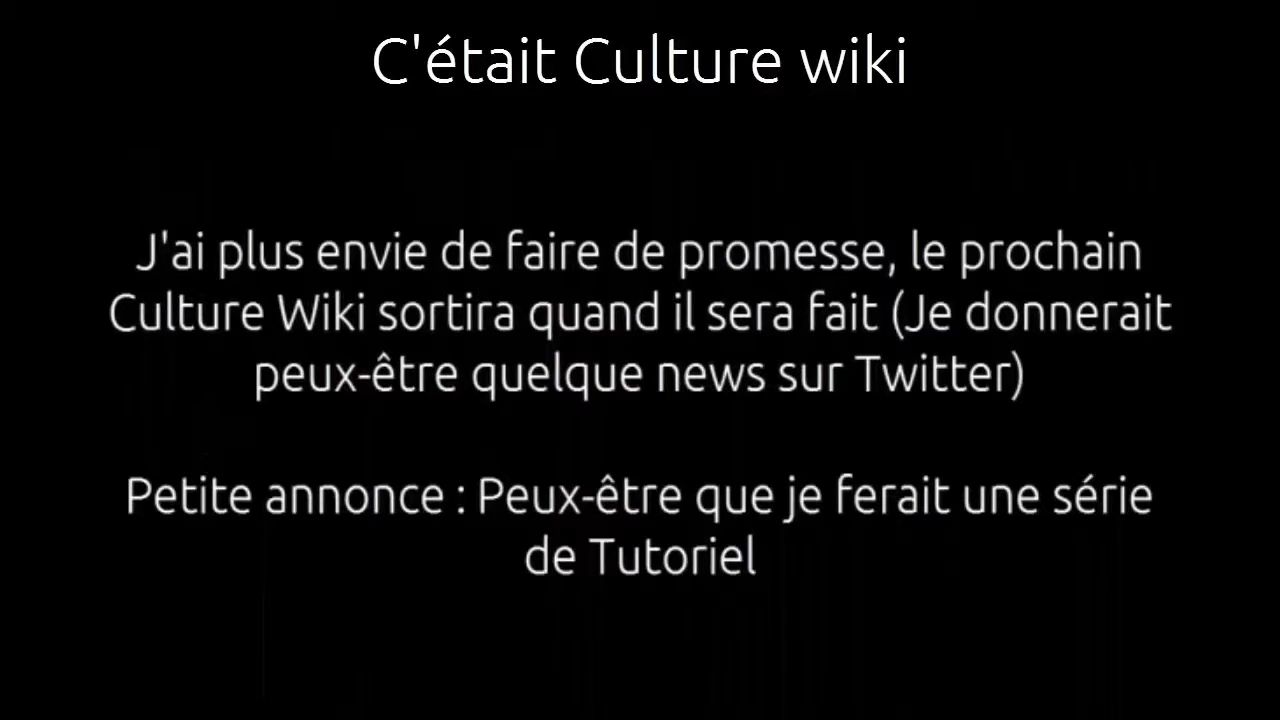 C'était Culture wiki
J'ai plus envie de faire de promesse, le prochain
Culture Wiki sortira quand il sera fait (Je donnerait
peux-être quelque news sur Twitter)
Petite annonce : Peux-être que je ferait une série
de Tutoriel